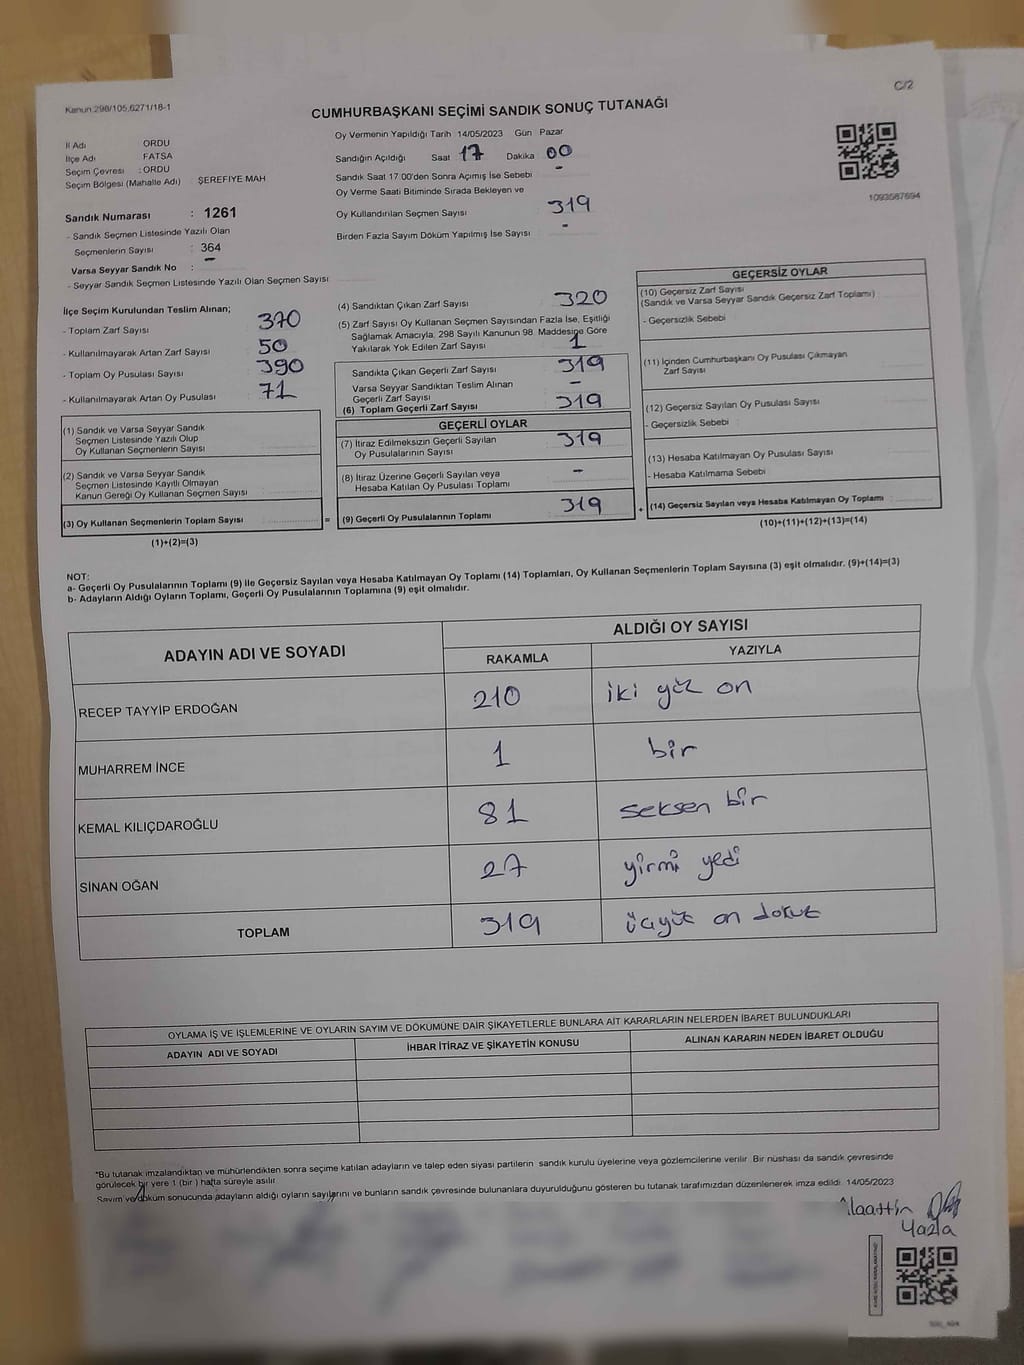 Kanun:298/105,6271/18-1
C/2
CUMHURBAŞKANI SEÇİMİ SANDIK SONUÇ TUTANAĞI
İl Adı ORDU
İlçe Adı FATSA
Seçim Çevresi : ORDU
Seçim Bölgesi (Mahalle Adı) ŞEREFİYE MAH
Sandık Numarası : 1261
- Sandık Seçmen Listesinde Yazılı Olan
Seçmenlerin Sayısı : 364
Varsa Seyyar Sandık No : -
- Seyyar Sandık Seçmen Listesinde Yazılı Olan Seçmen Sayısı
Oy Vermenin Yapıldığı Tarih 14/05/2023 Gün Pazar
Sandığın Açıldığı Saat 17 Dakika 00
Sandık Saat 17:00'den Sonra Açımış İse Sebebi -
Oy Verme Saati Bitiminde Sırada Bekleyen ve
Oy Kullandırılan Seçmen Sayısı 319
Birden Fazla Sayım Döküm Yapılmış İse Sayısı -
1093587694
İlçe Seçim Kurulundan Teslim Alınan;
- Toplam Zarf Sayısı 370
- Kullanılmayarak Artan Zarf Sayısı 50
- Toplam Oy Pusulası Sayısı 390
- Kullanılmayarak Artan Oy Pusulası 71
(1) Sandık ve Varsa Seyyar Sandık
Seçmen Listesinde Yazılı Olup
Oy Kullanan Seçmenlerin Sayısı
(2) Sandık ve Varsa Seyyar Sandık
Seçmen Listesinde Kayıtlı Olmayan
Kanun Gereği Oy Kullanan Seçmen Sayısı
(3) Oy Kullanan Seçmenlerin Toplam Sayısı =
(1)+(2)=(3)
(4) Sandıktan Çıkan Zarf Sayısı 320
(5) Zarf Sayısı Oy Kullanan Seçmen Sayısından Fazla İse, Eşitliği
Sağlamak Amacıyla, 298 Sayılı Kanunun 98. Maddesine Göre
Yakılarak Yok Edilen Zarf Sayısı 1
Sandıkta Çıkan Geçerli Zarf Sayısı 319
Varsa Seyyar Sandıktan Teslim Alınan
Geçerli Zarf Sayısı -
(6) Toplam Geçerli Zarf Sayısı 319
GEÇERLİ OYLAR
(7) İtiraz Edilmeksizin Geçerli Sayılan
Oy Pusulalarının Sayısı 319
(8) İtiraz Üzerine Geçerli Sayılan veya
Hesaba Katılan Oy Pusulası Toplamı -
(9) Geçerli Oy Pusulalarının Toplamı 319 +
GEÇERSİZ OYLAR
(10) Geçersiz Zarf Sayısı
(Sandık ve Varsa Seyyar Sandık Geçersiz Zarf Toplamı)
- Geçersizlik Sebebi :
(11) İçinden Cumhurbaşkanı Oy Pusulası Çıkmayan
Zarf Sayısı
(12) Geçersiz Sayılan Oy Pusulası Sayısı
- Geçersizlik Sebebi :
(13) Hesaba Katılmayan Oy Pusulası Sayısı
- Hesaba Katılmama Sebebi
(14) Geçersiz Sayılan veya Hesaba Katılmayan Oy Toplamı
(10)+(11)+(12)+(13)=(14)
NOT:
a- Geçerli Oy Pusulalarının Toplamı (9) ile Geçersiz Sayılan veya Hesaba Katılmayan Oy Toplamı (14) Toplamları, Oy Kullanan Seçmenlerin Toplam Sayısına (3) eşit olmalıdır. (9)+(14)=(3)
b- Adayların Aldığı Oyların Toplamı, Geçerli Oy Pusulalarının Toplamına (9) eşit olmalıdır.
ADAYIN ADI VE SOYADI
ALDIĞI OY SAYISI
RAKAMLA YAZIYLA
RECEP TAYYİP ERDOĞAN 210 iki yüz on
MUHARREM İNCE 1 bir
KEMAL KILIÇDAROĞLU 81 seksen bir
SİNAN OĞAN 27 yirmi yedi
TOPLAM 319 üçyüz on dokuz
OYLAMA İŞ VE İŞLEMLERİNE VE OYLARIN SAYIM VE DÖKÜMÜNE DAİR ŞİKAYETLERLE BUNLARA AİT KARARLARIN NELERDEN İBARET BULUNDUKLARI
ADAYIN ADI VE SOYADI İHBAR İTİRAZ VE ŞİKAYETİN KONUSU ALINAN KARARIN NEDEN İBARET OLDUĞU
*Bu tutanak imzalandıktan ve mühürlendikten sonra seçime katılan adayların ve talep eden siyasi partilerin sandık kurulu üyelerine veya gözlemcilerine verilir. Bir nüshası da sandık çevresinde
görülecek bir yere 1 (bir ) hafta süreyle asılır.
Sayım ve döküm sonucunda adayların aldığı oyların sayılarını ve bunların sandık çevresinde bulunanlara duyurulduğunu gösteren bu tutanak tarafımızdan düzenlenerek imza edildi. 14/05/2023
Alaattin
Yazla